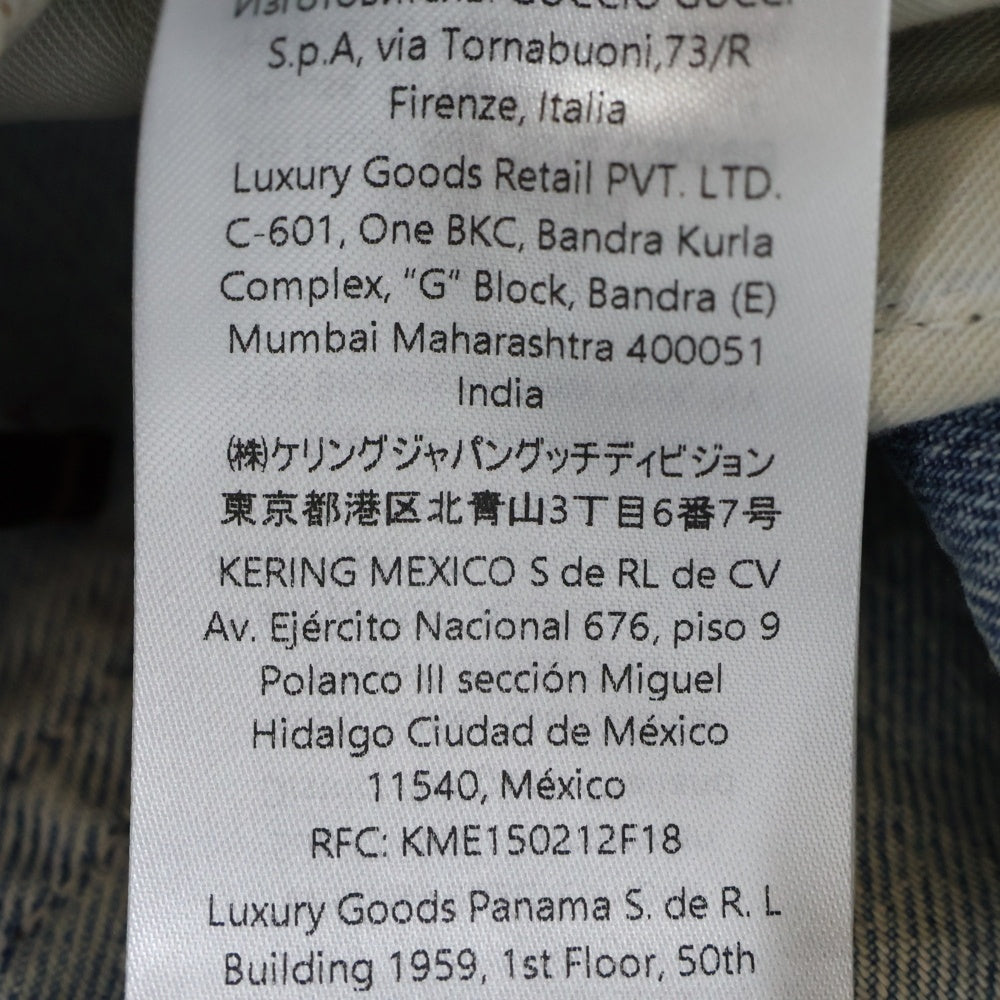 Изготовитель: GUCCIO GUCCI
S.p.A, via Tornabuoni,73/R
Firenze, Italia
Luxury Goods Retail PVT. LTD.
C-601, One BKC, Bandra Kurla
Complex, "G" Block, Bandra (E)
Mumbai Maharashtra 400051
India
㈱ケリングジャパングッチディビジョン
東京都港区北青山3丁目6番7号
KERING MEXICO S de RL de CV
Av. Ejército Nacional 676, piso 9
Polanco III sección Miguel
Hidalgo Ciudad de México
11540, México
RFC: KME150212F18
Luxury Goods Panama S. de R. L
Building 1959, 1st Floor, 50th